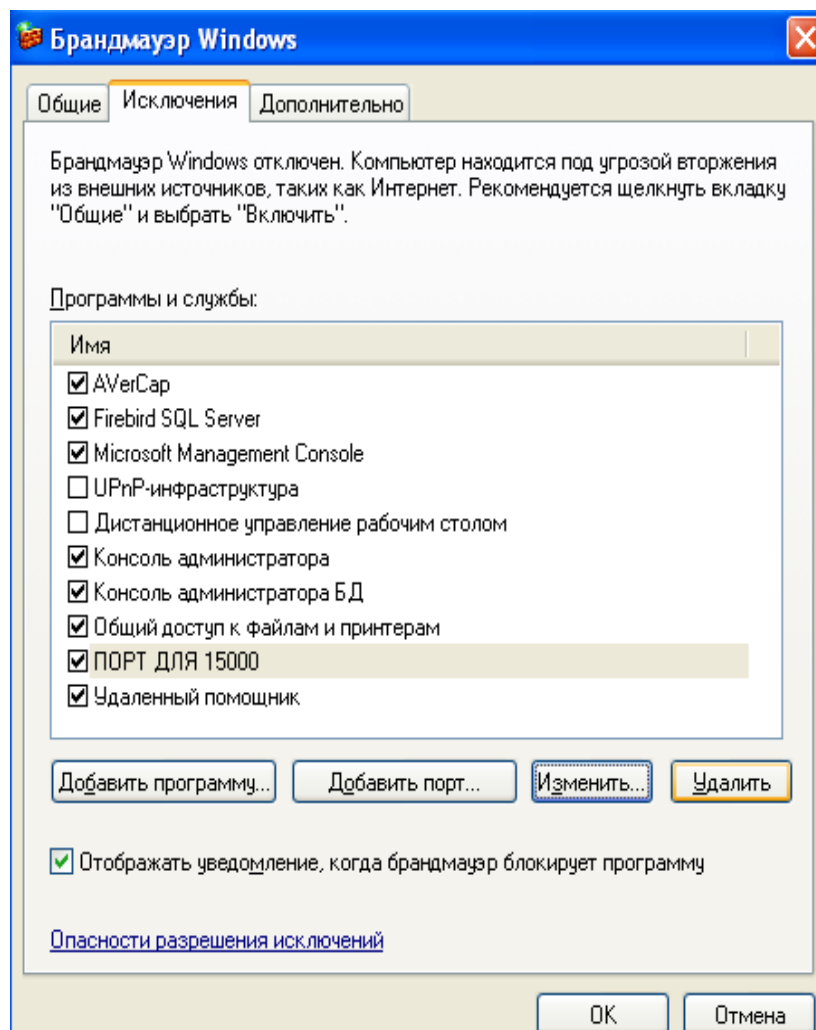 Брандмауэр Windows
Общие Исключения Дополнительно
Брандмауэр Windows отключен. Компьютер находится под угрозой вторжения
из внешних источников, таких как Интернет. Рекомендуется щелкнуть вкладку
"Общие" и выбрать "Включить".
Программы и службы:
Имя
AVerCap
Firebird SQL Server
Microsoft Management Console
UPnP-инфраструктура
Дистанционное управление рабочим столом
Консоль администратора
Консоль администратора БД
Общий доступ к файлам и принтерам
ПОРТ ДЛЯ 15000
Удаленный помощник
Добавить программу... Добавить порт... Изменить... Удалить
Отображать уведомление, когда брандмауэр блокирует программу
Опасности разрешения исключений
ОК Отмена